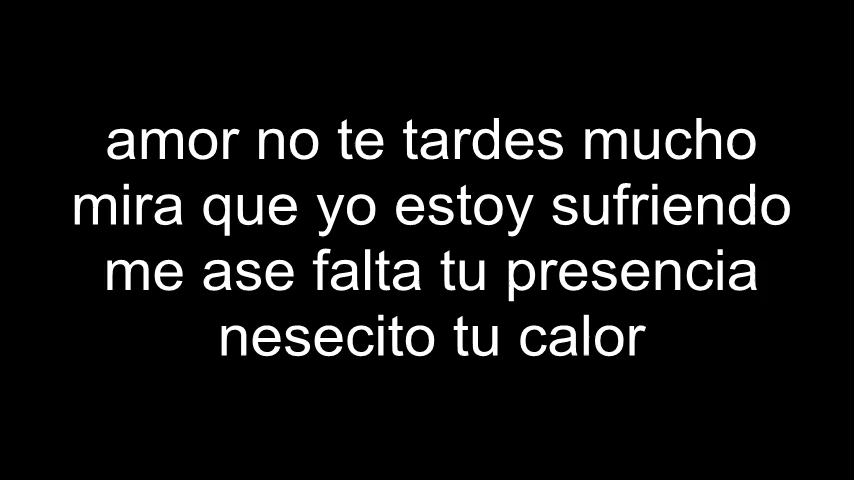 amor no te tardes mucho
mira que yo estoy sufriendo
me ase falta tu presencia
nesecito tu calor